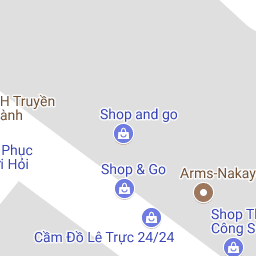 Shop and go
H Truyền
ành
Phuc
i Hỏi
Shop & Go
Arms-Nakay
Shop Th
Công S
Cầm Đồ Lê Trực 24/24